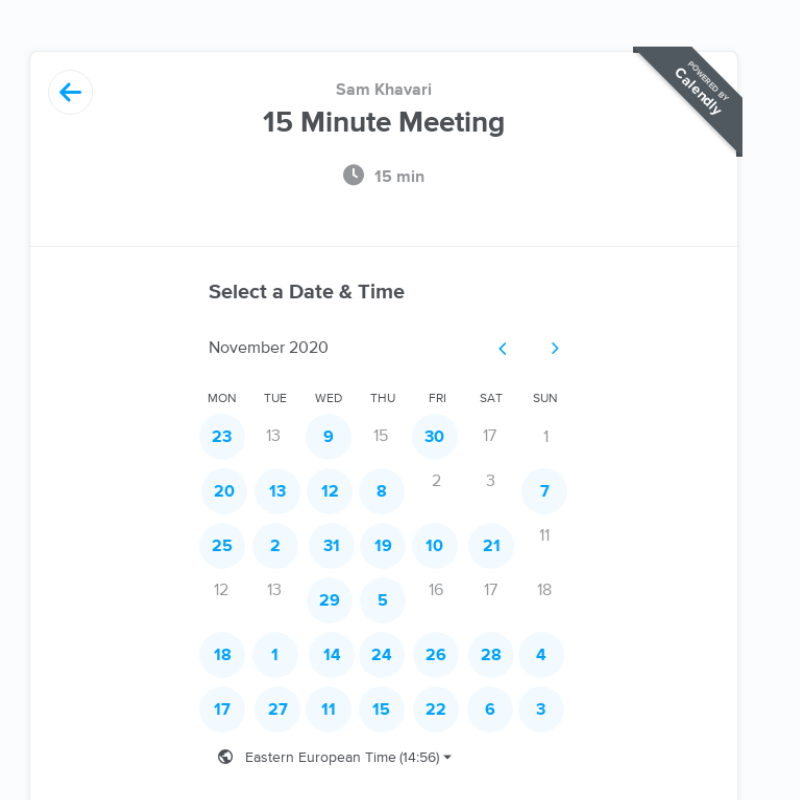 POWERED BY
Calendly
Sam Khavari
15 Minute Meeting
15 min
Select a Date & Time
November 2020
MON TUE WED THU FRI SAT SUN
23 13 9 15 30 17 1
20 13 12 8 2 3 7
25 2 31 19 10 21 11
12 13 29 5 16 17 18
18 1 14 24 26 28 4
17 27 11 15 22 6 3
Eastern European Time (14:56)